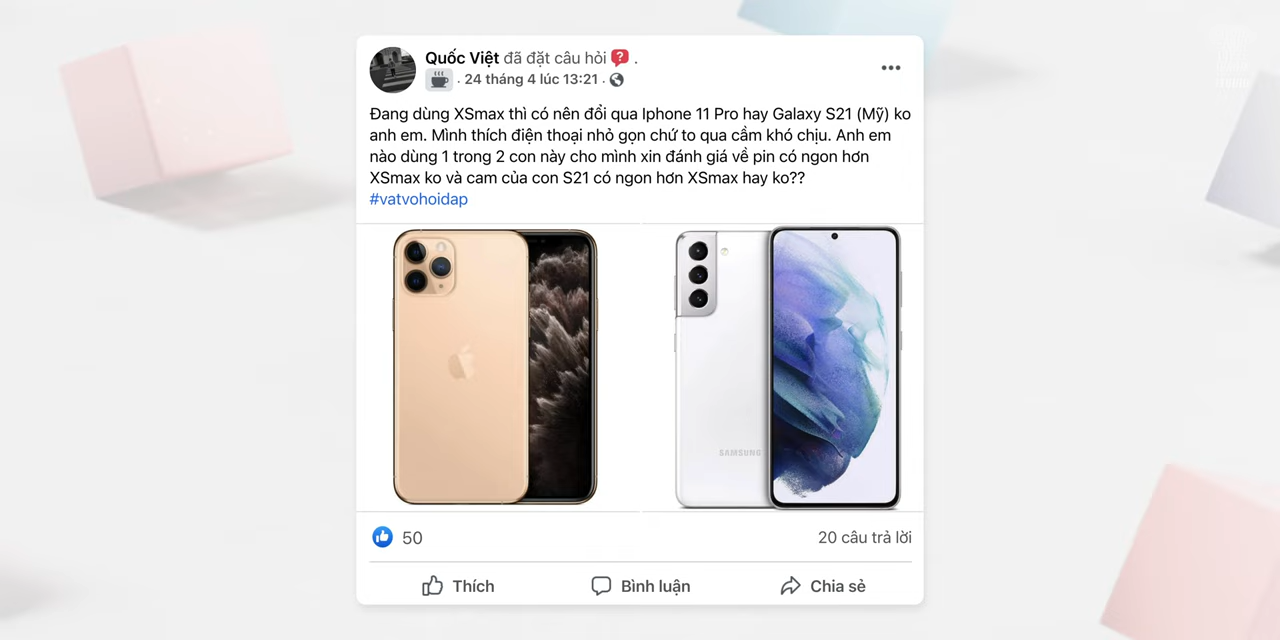 Quốc Việt đã đặt câu hỏi ? .
· 24 tháng 4 lúc 13:21 ·
Đang dùng XSmax thì có nên đổi qua Iphone 11 Pro hay Galaxy S21 (Mỹ) ko
anh em. Mình thích điện thoại nhỏ gọn chứ to qua cầm khó chịu. Anh em
nào dùng 1 trong 2 con này cho mình xin đánh giá về pin có ngon hơn
XSmax ko và cam của con S21 có ngon hơn XSmax hay ko??
#vatvohoidap
SAMSUNG
50
20 câu trả lời
Thích
Bình luận
Chia sẻ